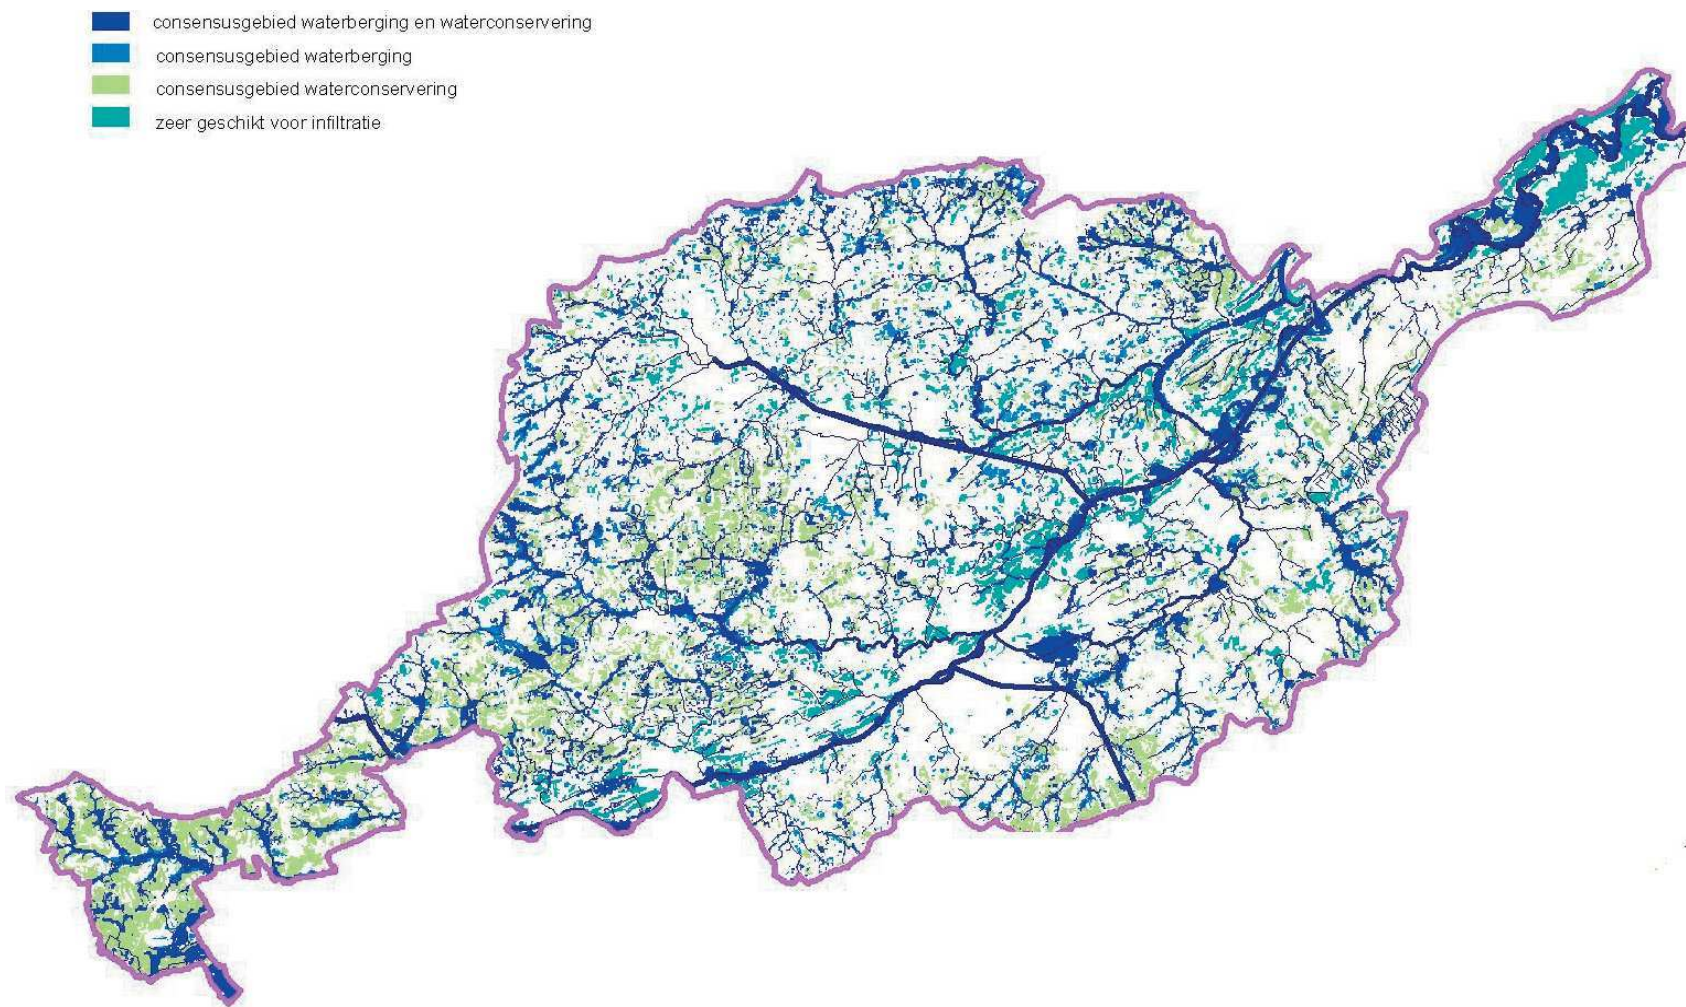 consensusgebied waterberging en waterconservering
consensusgebied waterberging
consensusgebied waterconservering
zeer geschikt voor infiltratie